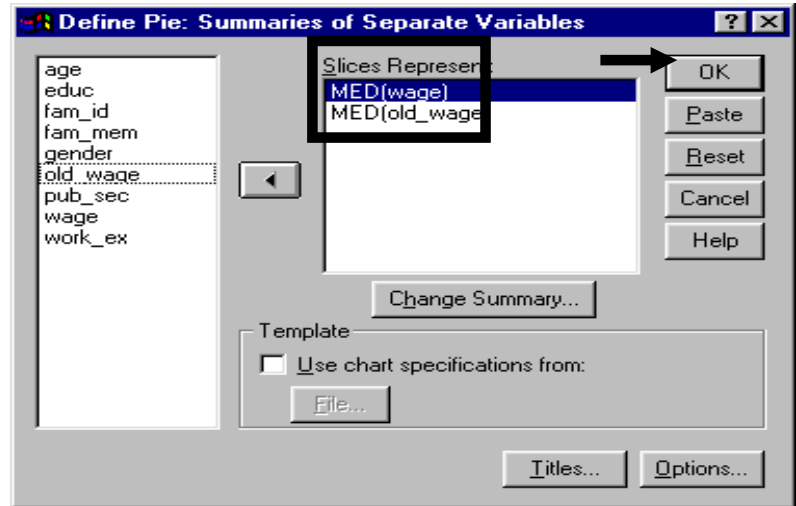 Define Pie: Summaries of Separate Variables
age
educ
fam_id
fam_mem
gender
old_wage
pub_sec
wage
work_ex
Slices Represent:
MED(wage)
MED(old_wage
OK
Paste
Reset
Cancel
Help
Change Summary...
Template
Use chart specifications from:
File...
Titles...
Options...